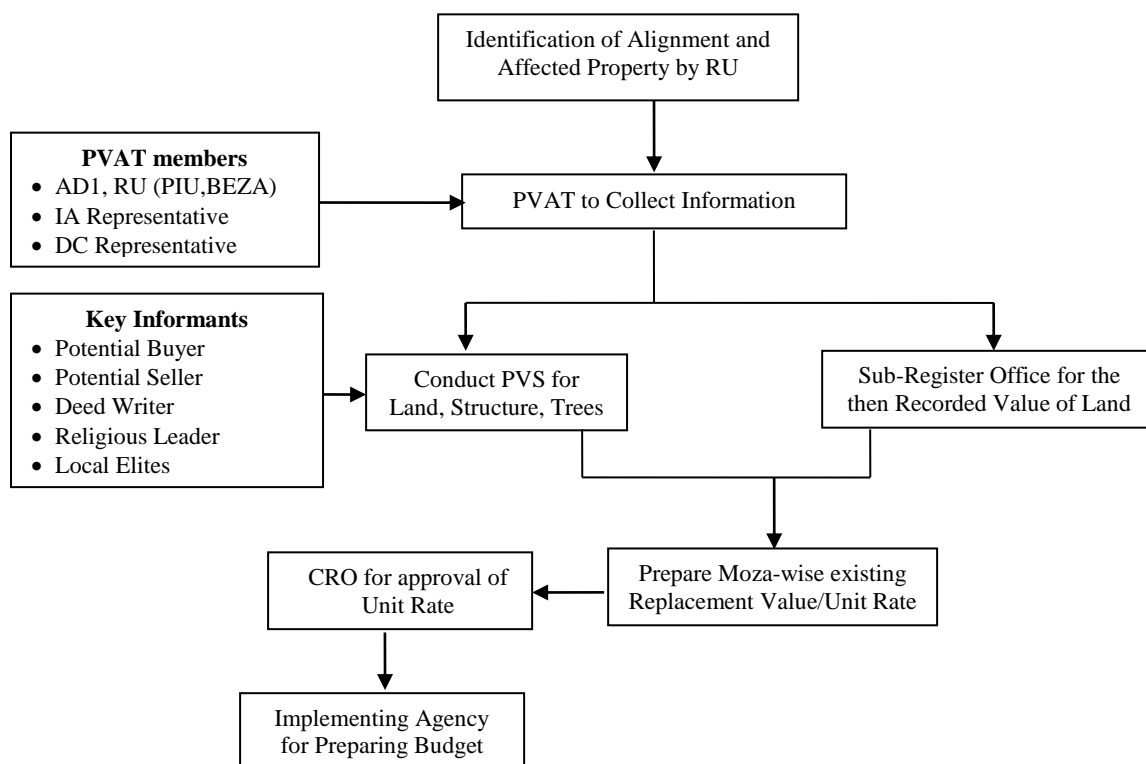 Identification of Alignment and
Affected Property by RU
PVAT members
• AD1, RU (PIU,BEZA)
• IA Representative
• DC Representative
PVAT to Collect Information
Key Informants
• Potential Buyer
• Potential Seller
• Deed Writer
• Religious Leader
• Local Elites
Conduct PVS for
Land, Structure, Trees
Sub-Register Office for the
then Recorded Value of Land
CRO for approval of
Unit Rate
Prepare Moza-wise existing
Replacement Value/Unit Rate
Implementing Agency
for Preparing Budget